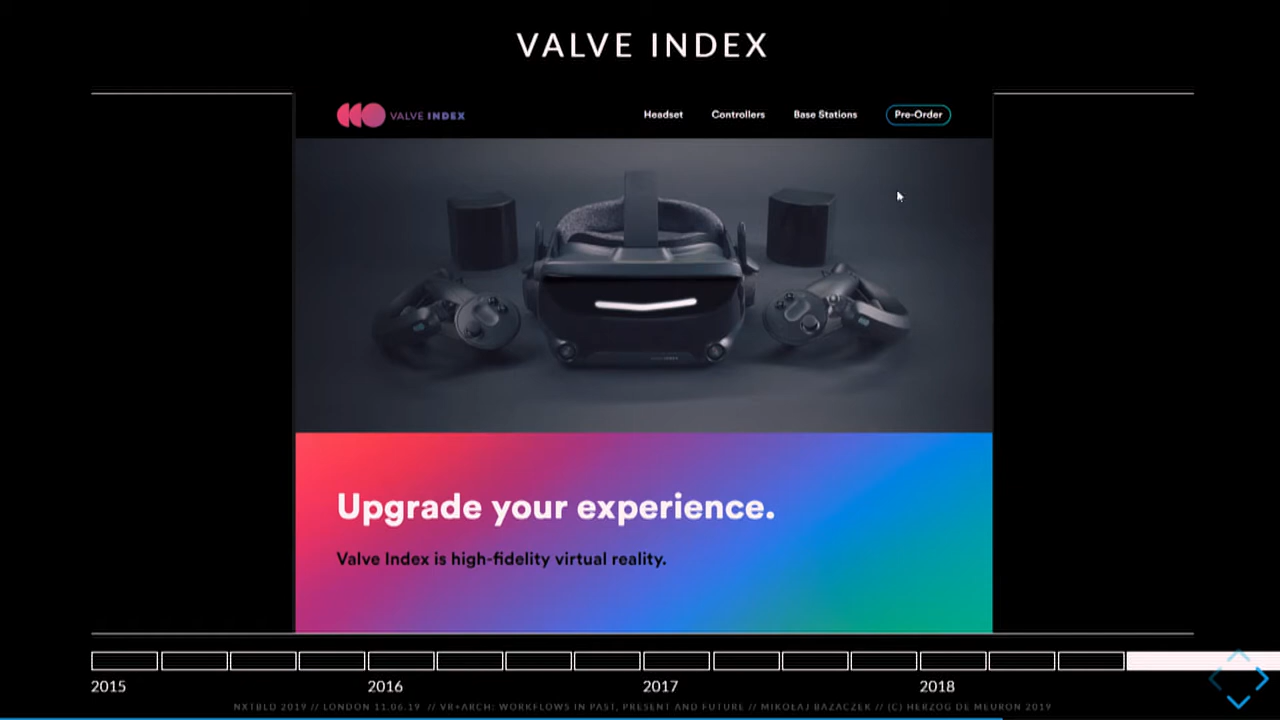 VALVE INDEX
VALVE INDEX
Headset
Controllers
Base Stations
Pre-Order
Upgrade your experience.
Valve Index is high-fidelity virtual reality.
2015
2016
2017
2018
NXTBLD 2019 // LONDON 11.06.19 // VR+ARCH: WORKFLOWS IN PAST, PRESENT AND FUTURE // MIKOŁAJ BAZACZEK // (C) HERZOG DE MEURON 2019